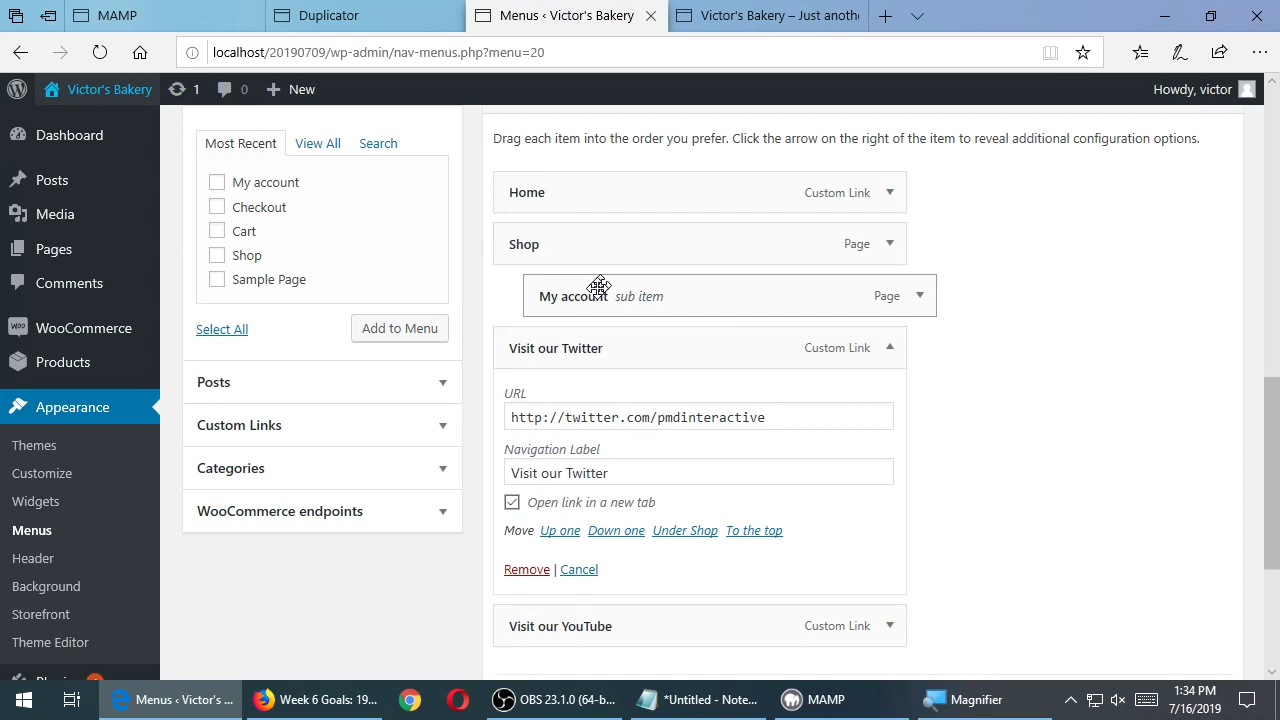 MAMP
Duplicator
Menus ‹ Victor's Bakery
Victor's Bakery – Just anoth
localhost/20190709/wp-admin/nav-menus.php?menu=20
Victor's Bakery
1
0
New
Howdy, victor
Dashboard
Posts
Media
Pages
Comments
WooCommerce
Products
Appearance
Themes
Customize
Widgets
Menus
Header
Background
Storefront
Theme Editor
Most Recent
View All
Search
My account
Checkout
Cart
Shop
Sample Page
Select All
Add to Menu
Posts
Custom Links
Categories
WooCommerce endpoints
Drag each item into the order you prefer. Click the arrow on the right of the item to reveal additional configuration options.
Home Custom Link
Shop Page
My account sub item Page
Visit our Twitter Custom Link
URL
http://twitter.com/pmdinteractive
Navigation Label
Visit our Twitter
Open link in a new tab
Move Up one Down one Under Shop To the top
Remove | Cancel
Visit our YouTube Custom Link
Menus ‹ Victor's ...
Week 6 Goals: 19...
OBS 23.1.0 (64-b...
*Untitled - Note...
MAMP
Magnifier
1:34 PM
7/16/2019